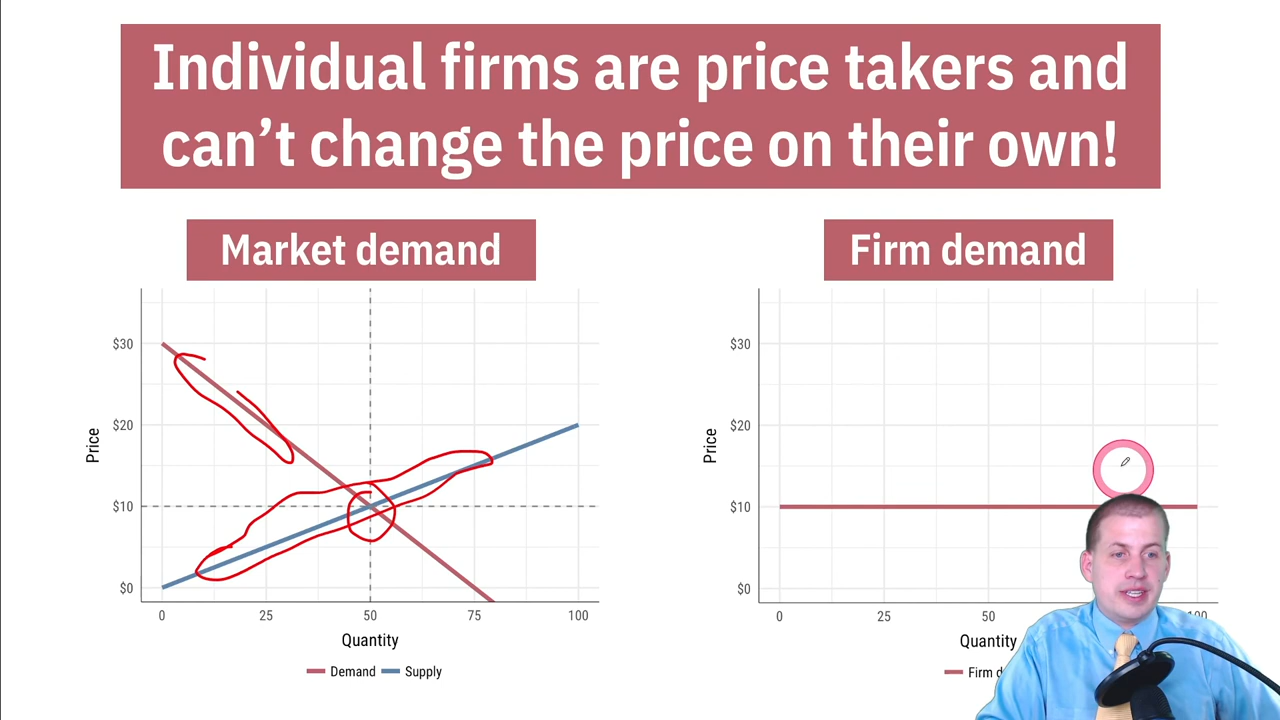 Individual firms are price takers and
can't change the price on their own!
Market demand
Firm demand
Price
$30
$20
$10
$0
0 25 50 75 100
Quantity
Demand Supply
Price
$30
$20
$10
$0
0 25 50
Quantity
Firm